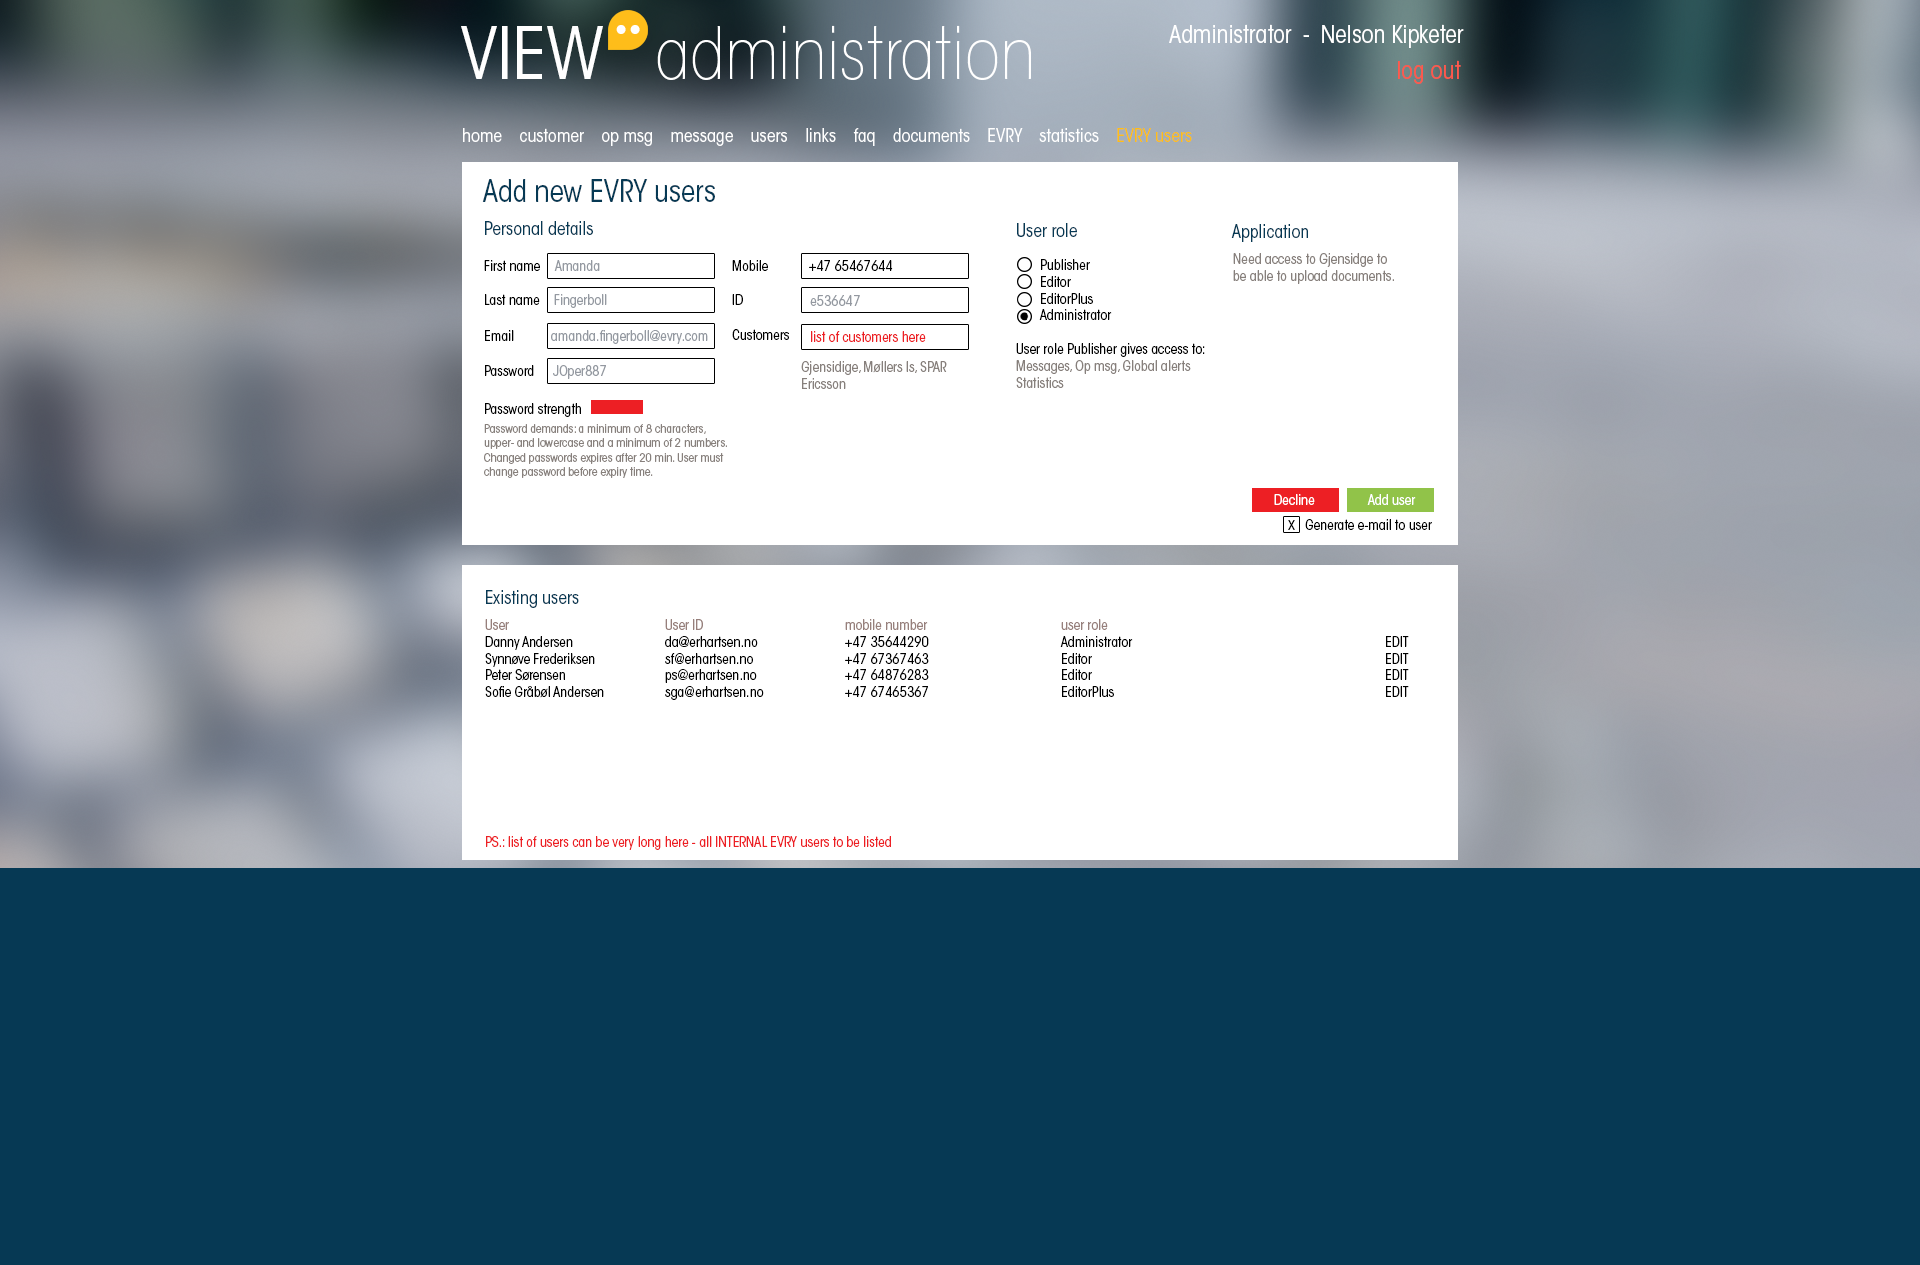 VIEW administration
Administrator - Nelson Kipketer
log out
home customer op msg message users links faq documents EVRY statistics EVRY users
Add new EVRY users
Personal details
First name Amanda
Last name Fingerboll
Email amanda.fingerboll@evry.com
Password JOper887
Password strength
Password demands: a minimum of 8 characters,
upper- and lowercase and a minimum of 2 numbers.
Changed passwords expires after 20 min. User must
change password before expiry time.
Mobile +47 65467644
ID e536647
Customers list of customers here
Gjensidige, Møllers Is, SPAR
Ericsson
User role
Publisher
Editor
EditorPlus
Administrator
User role Publisher gives access to:
Messages, Op msg, Global alerts
Statistics
Application
Need access to Gjensidge to
be able to upload documents.
Decline Add user
X Generate e-mail to user
Existing users
User User ID mobile number user role
Danny Andersen da@erhartsen.no +47 35644290 Administrator EDIT
Synnøve Frederiksen sf@erhartsen.no +47 67367463 Editor EDIT
Peter Sørensen ps@erhartsen.no +47 64876283 Editor EDIT
Sofie Gråbøl Andersen sga@erhartsen.no +47 67465367 EditorPlus EDIT
PS.: list of users can be very long here - all INTERNAL EVRY users to be listed